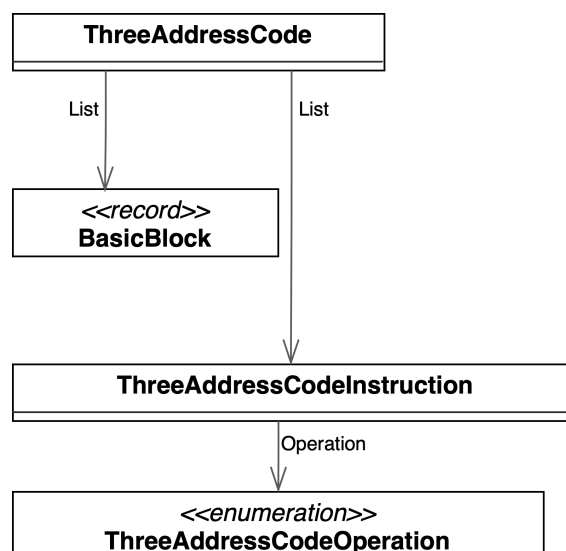 ThreeAddressCode
List
List
<<record>>
BasicBlock
ThreeAddressCodeInstruction
Operation
<<enumeration>>
ThreeAddressCodeOperation